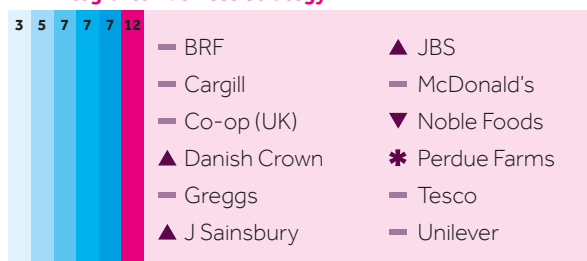 3 5 7 7 7 12
BRF
Cargill
Co-op (UK)
Danish Crown
Greggs
J Sainsbury
JBS
McDonald's
Noble Foods
Perdue Farms
Tesco
Unilever